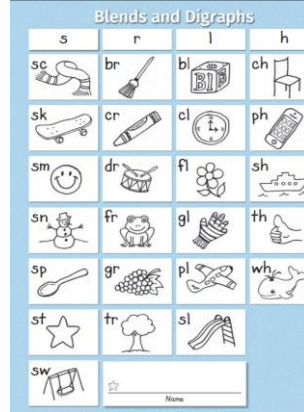 Blends and Digraphs
s r l h
sc br bl ch
sk cr cl ph
sm dr fl sh
sn fr gl th
sp gr pl wh
st tr sl
sw
Name